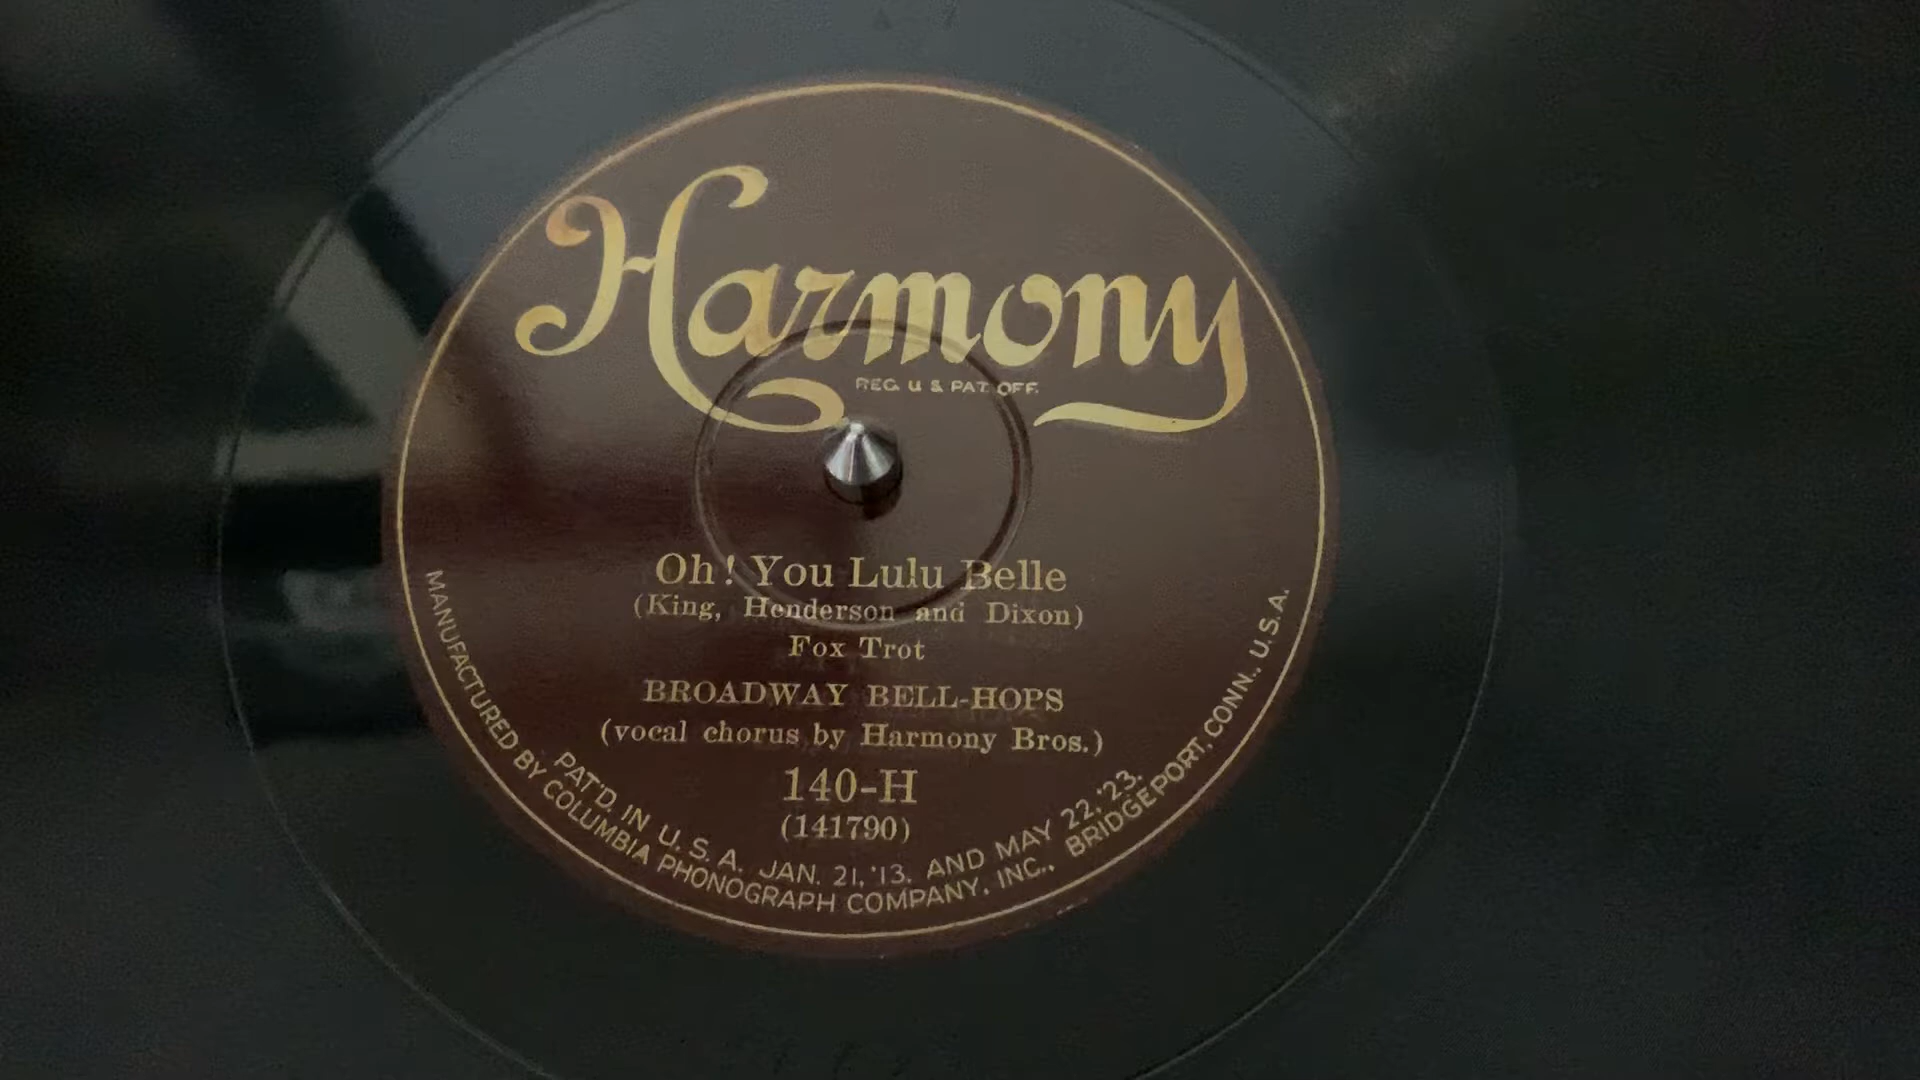 Harmony
REG. U S PAT. OFF.
Oh! You Lulu Belle
(King, Henderson and Dixon)
Fox Trot
BROADWAY BELL-HOPS
(vocal chorus by Harmony Bros.)
140-H
(141790)
PAT'D. IN U. S. A. JAN. 21, '13. AND MAY 22, '23.
MANUFACTURED BY COLUMBIA PHONOGRAPH COMPANY, INC., BRIDGEPORT, CONN., U. S. A.